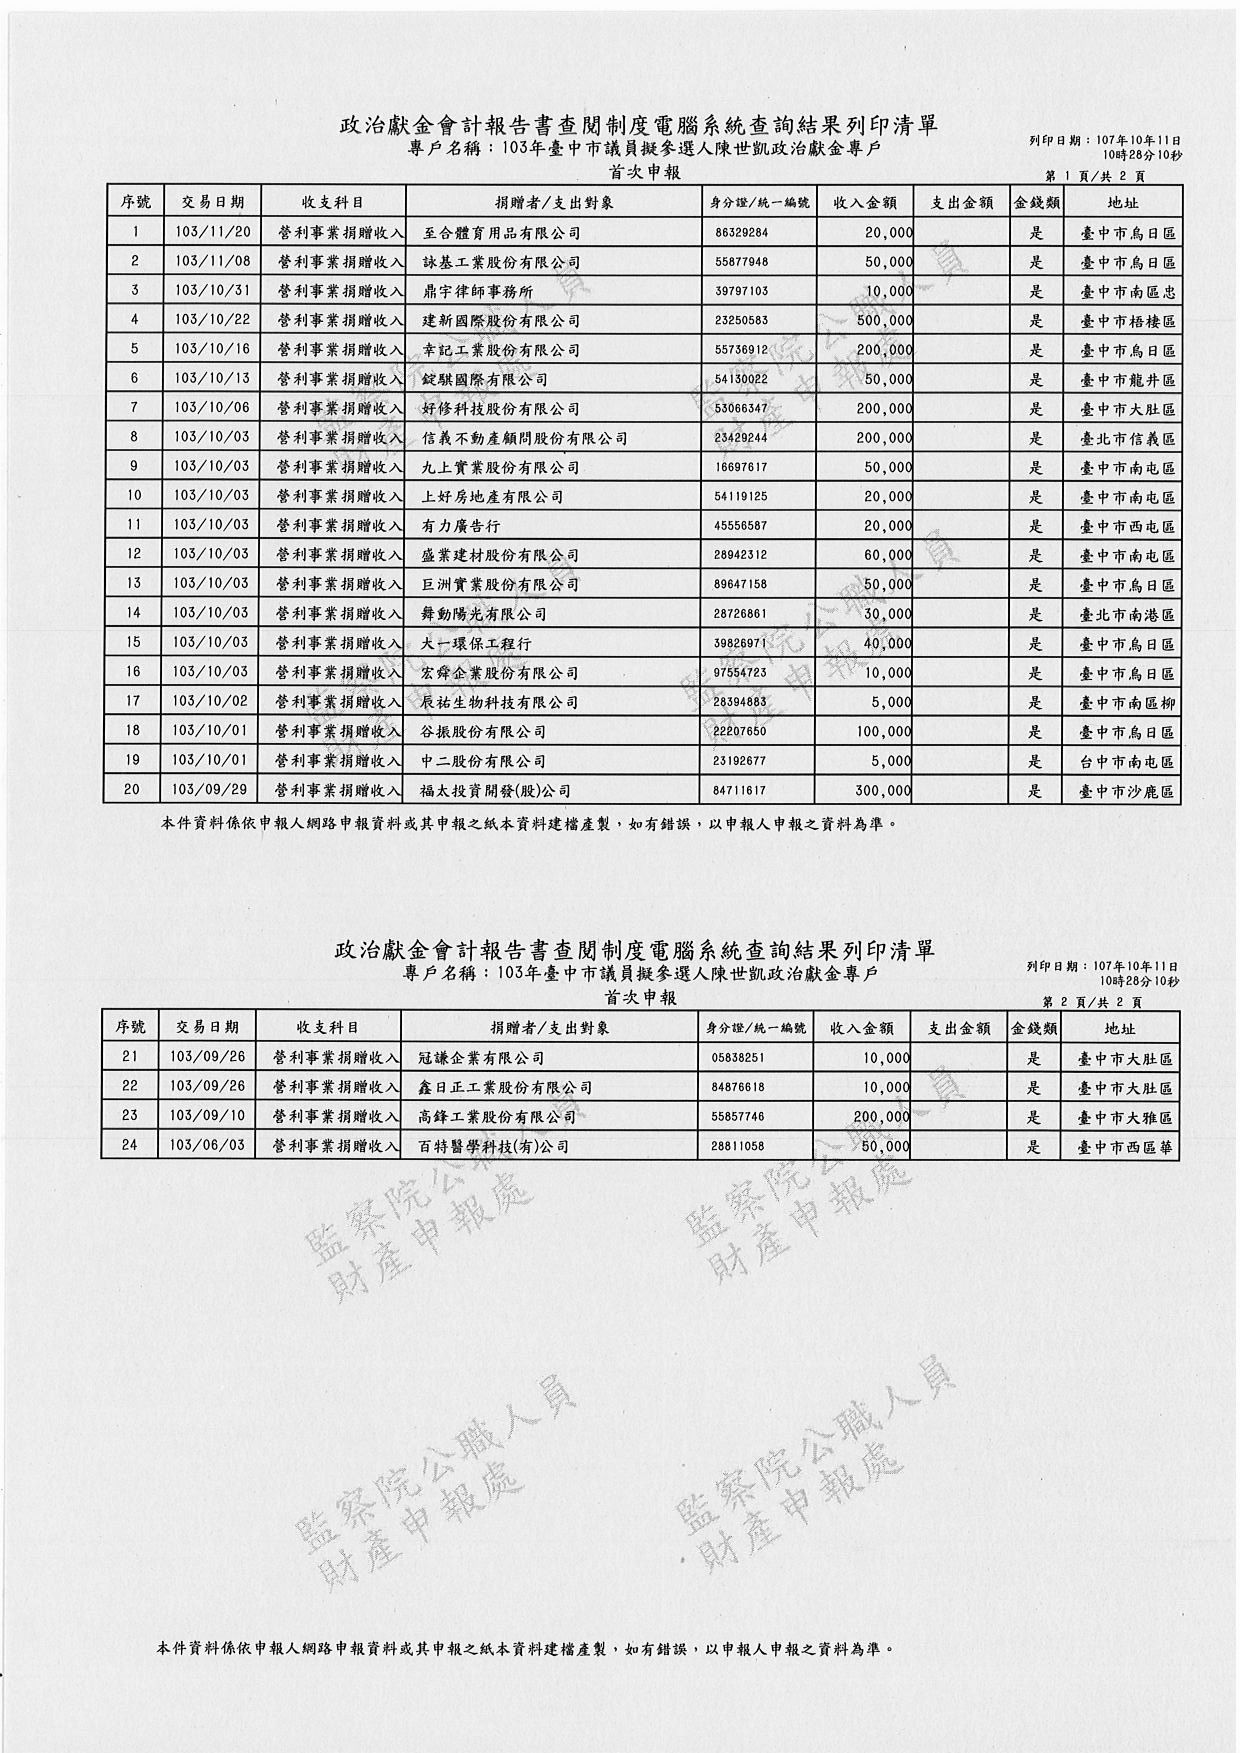 政治獻金會計報告書查閱制度電腦系統查詢結果列印清單
專戶名稱：103年臺中市議員擬參選人陳世凱政治獻金專戶
列印日期：107年10年11日
10時28分10秒
首次申報
第 1 頁/共 2 頁
序號 交易日期 收支科目 捐贈者/支出對象 身分證/統一編號 收入金額 支出金額 金錢類 地址
1 103/11/20 營利事業捐贈收入 至合體育用品有限公司 86329284 20,000 是 臺中市烏日區
2 103/11/08 營利事業捐贈收入 詠基工業股份有限公司 55877948 50,000 是 臺中市烏日區
3 103/10/31 營利事業捐贈收入 鼎宇律師事務所 39797103 10,000 是 臺中市南區忠
4 103/10/22 營利事業捐贈收入 建新國際股份有限公司 23250583 500,000 是 臺中市梧棲區
5 103/10/16 營利事業捐贈收入 幸記工業股份有限公司 55736912 200,000 是 臺中市烏日區
6 103/10/13 營利事業捐贈收入 錠騏國際有限公司 54130022 50,000 是 臺中市龍井區
7 103/10/06 營利事業捐贈收入 好修科技股份有限公司 53066347 200,000 是 臺中市大肚區
8 103/10/03 營利事業捐贈收入 信義不動產顧問股份有限公司 23429244 200,000 是 臺北市信義區
9 103/10/03 營利事業捐贈收入 九上實業股份有限公司 16697617 50,000 是 臺中市南屯區
10 103/10/03 營利事業捐贈收入 上好房地產有限公司 54119125 20,000 是 臺中市南屯區
11 103/10/03 營利事業捐贈收入 有力廣告行 45556587 20,000 是 臺中市西屯區
12 103/10/03 營利事業捐贈收入 盛業建材股份有限公司 28942312 60,000 是 臺中市南屯區
13 103/10/03 營利事業捐贈收入 巨洲實業股份有限公司 89647158 50,000 是 臺中市烏日區
14 103/10/03 營利事業捐贈收入 舞動陽光有限公司 28726861 30,000 是 臺北市南港區
15 103/10/03 營利事業捐贈收入 大一環保工程行 39826971 40,000 是 臺中市烏日區
16 103/10/03 營利事業捐贈收入 宏舜企業股份有限公司 97554723 10,000 是 臺中市烏日區
17 103/10/02 營利事業捐贈收入 辰祐生物科技有限公司 28394883 5,000 是 臺中市南區柳
18 103/10/01 營利事業捐贈收入 谷振股份有限公司 22207650 100,000 是 臺中市烏日區
19 103/10/01 營利事業捐贈收入 中二股份有限公司 23192677 5,000 是 台中市南屯區
20 103/09/29 營利事業捐贈收入 福太投資開發(股)公司 84711617 300,000 是 臺中市沙鹿區
本件資料係依申報人網路申報資料或其申報之紙本資料建檔產製，如有錯誤，以申報人申報之資料為準。
政治獻金會計報告書查閱制度電腦系統查詢結果列印清單
專戶名稱：103年臺中市議員擬參選人陳世凱政治獻金專戶
列印日期：107年10年11日
10時28分10秒
首次申報
第 2 頁/共 2 頁
序號 交易日期 收支科目 捐贈者/支出對象 身分證/統一編號 收入金額 支出金額 金錢類 地址
21 103/09/26 營利事業捐贈收入 冠謙企業有限公司 05838251 10,000 是 臺中市大肚區
22 103/09/26 營利事業捐贈收入 鑫日正工業股份有限公司 84876618 10,000 是 臺中市大肚區
23 103/09/10 營利事業捐贈收入 高鋒工業股份有限公司 55857746 200,000 是 臺中市大雅區
24 103/06/03 營利事業捐贈收入 百特醫學科技(有)公司 28811058 50,000 是 臺中市西區華
監察院公職人員
財產申報處
監察院公職人員
財產申報處
監察院公職人員
財產申報處
監察院公職人員
財產申報處
本件資料係依申報人網路申報資料或其申報之紙本資料建檔產製，如有錯誤，以申報人申報之資料為準。